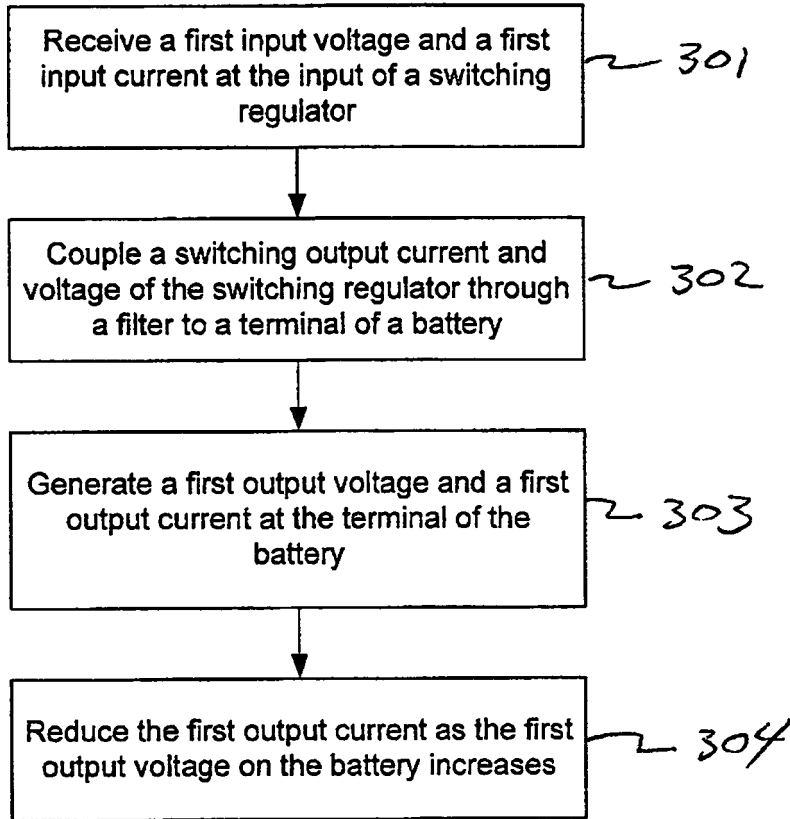 Receive a first input voltage and a first
input current at the input of a switching
regulator
301
Couple a switching output current and
voltage of the switching regulator through
a filter to a terminal of a battery
302
Generate a first output voltage and a first
output current at the terminal of the
battery
303
Reduce the first output current as the first
output voltage on the battery increases
304